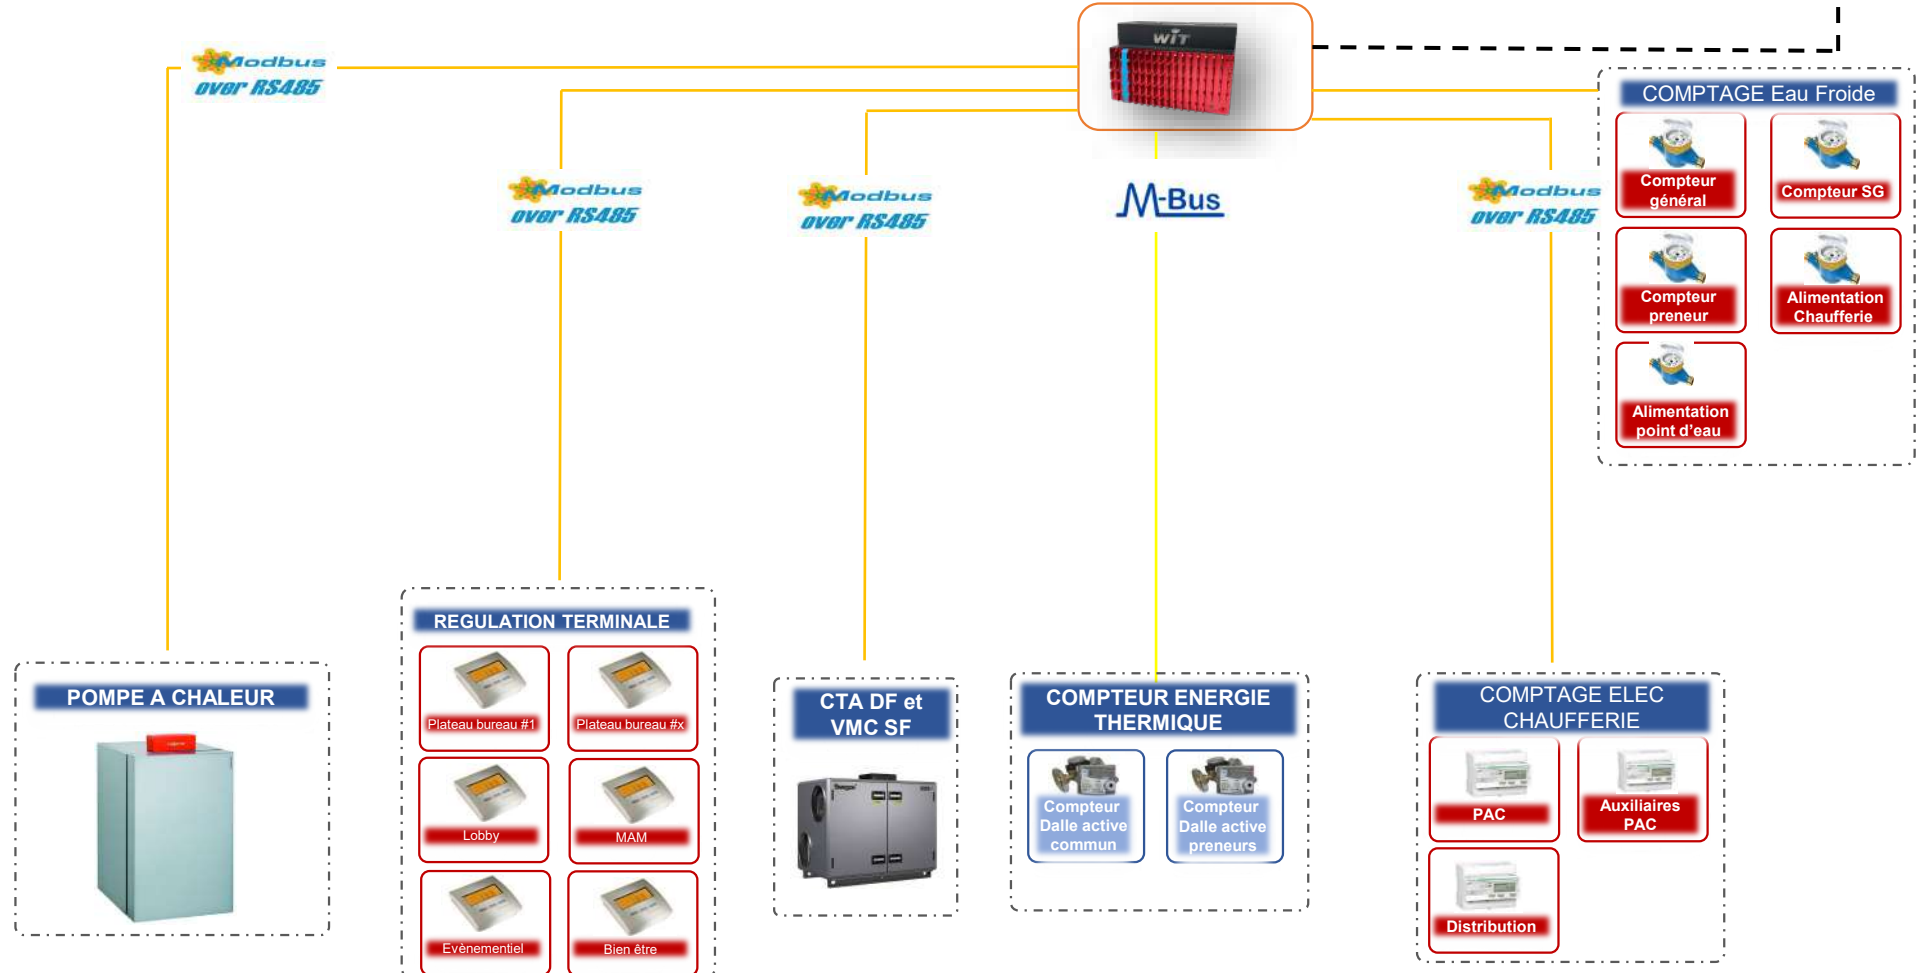 WiT
Modbus
over RS485
COMPTAGE Eau Froide
Compteur
général
Compteur SG
Compteur
preneur
Alimentation
Chaufferie
Alimentation
point d'eau
Modbus
over RS485
Modbus
over RS485
M-Bus
Modbus
over RS485
POMPE A CHALEUR
REGULATION TERMINALE
Plateau bureau #1
Plateau bureau #x
Lobby
MAM
Evènementiel
Bien être
CTA DF et
VMC SF
COMPTEUR ENERGIE
THERMIQUE
Compteur
Dalle active
commun
Compteur
Dalle active
preneurs
COMPTAGE ELEC
CHAUFFERIE
PAC
Auxiliaires
PAC
Distribution